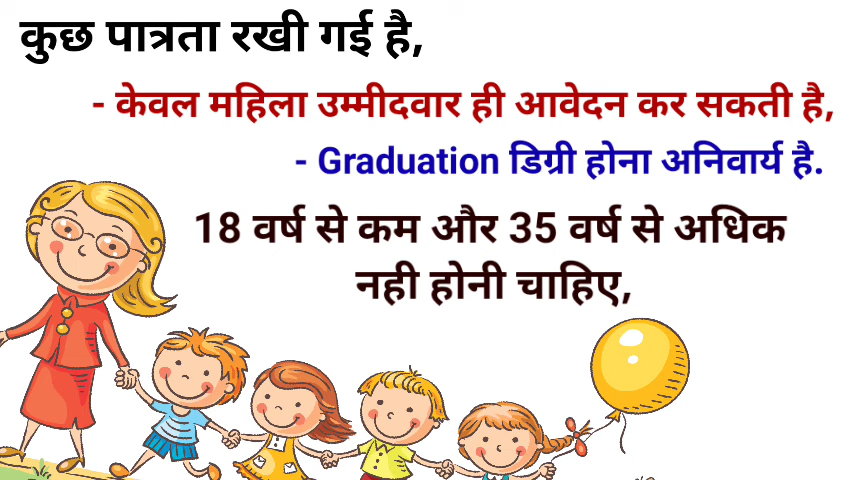 कुछ पात्रता रखी गई है,
- केवल महिला उम्मीदवार ही आवेदन कर सकती है,
- Graduation डिग्री होना अनिवार्य है.
18 वर्ष से कम और 35 वर्ष से अधिक
नही होनी चाहिए,